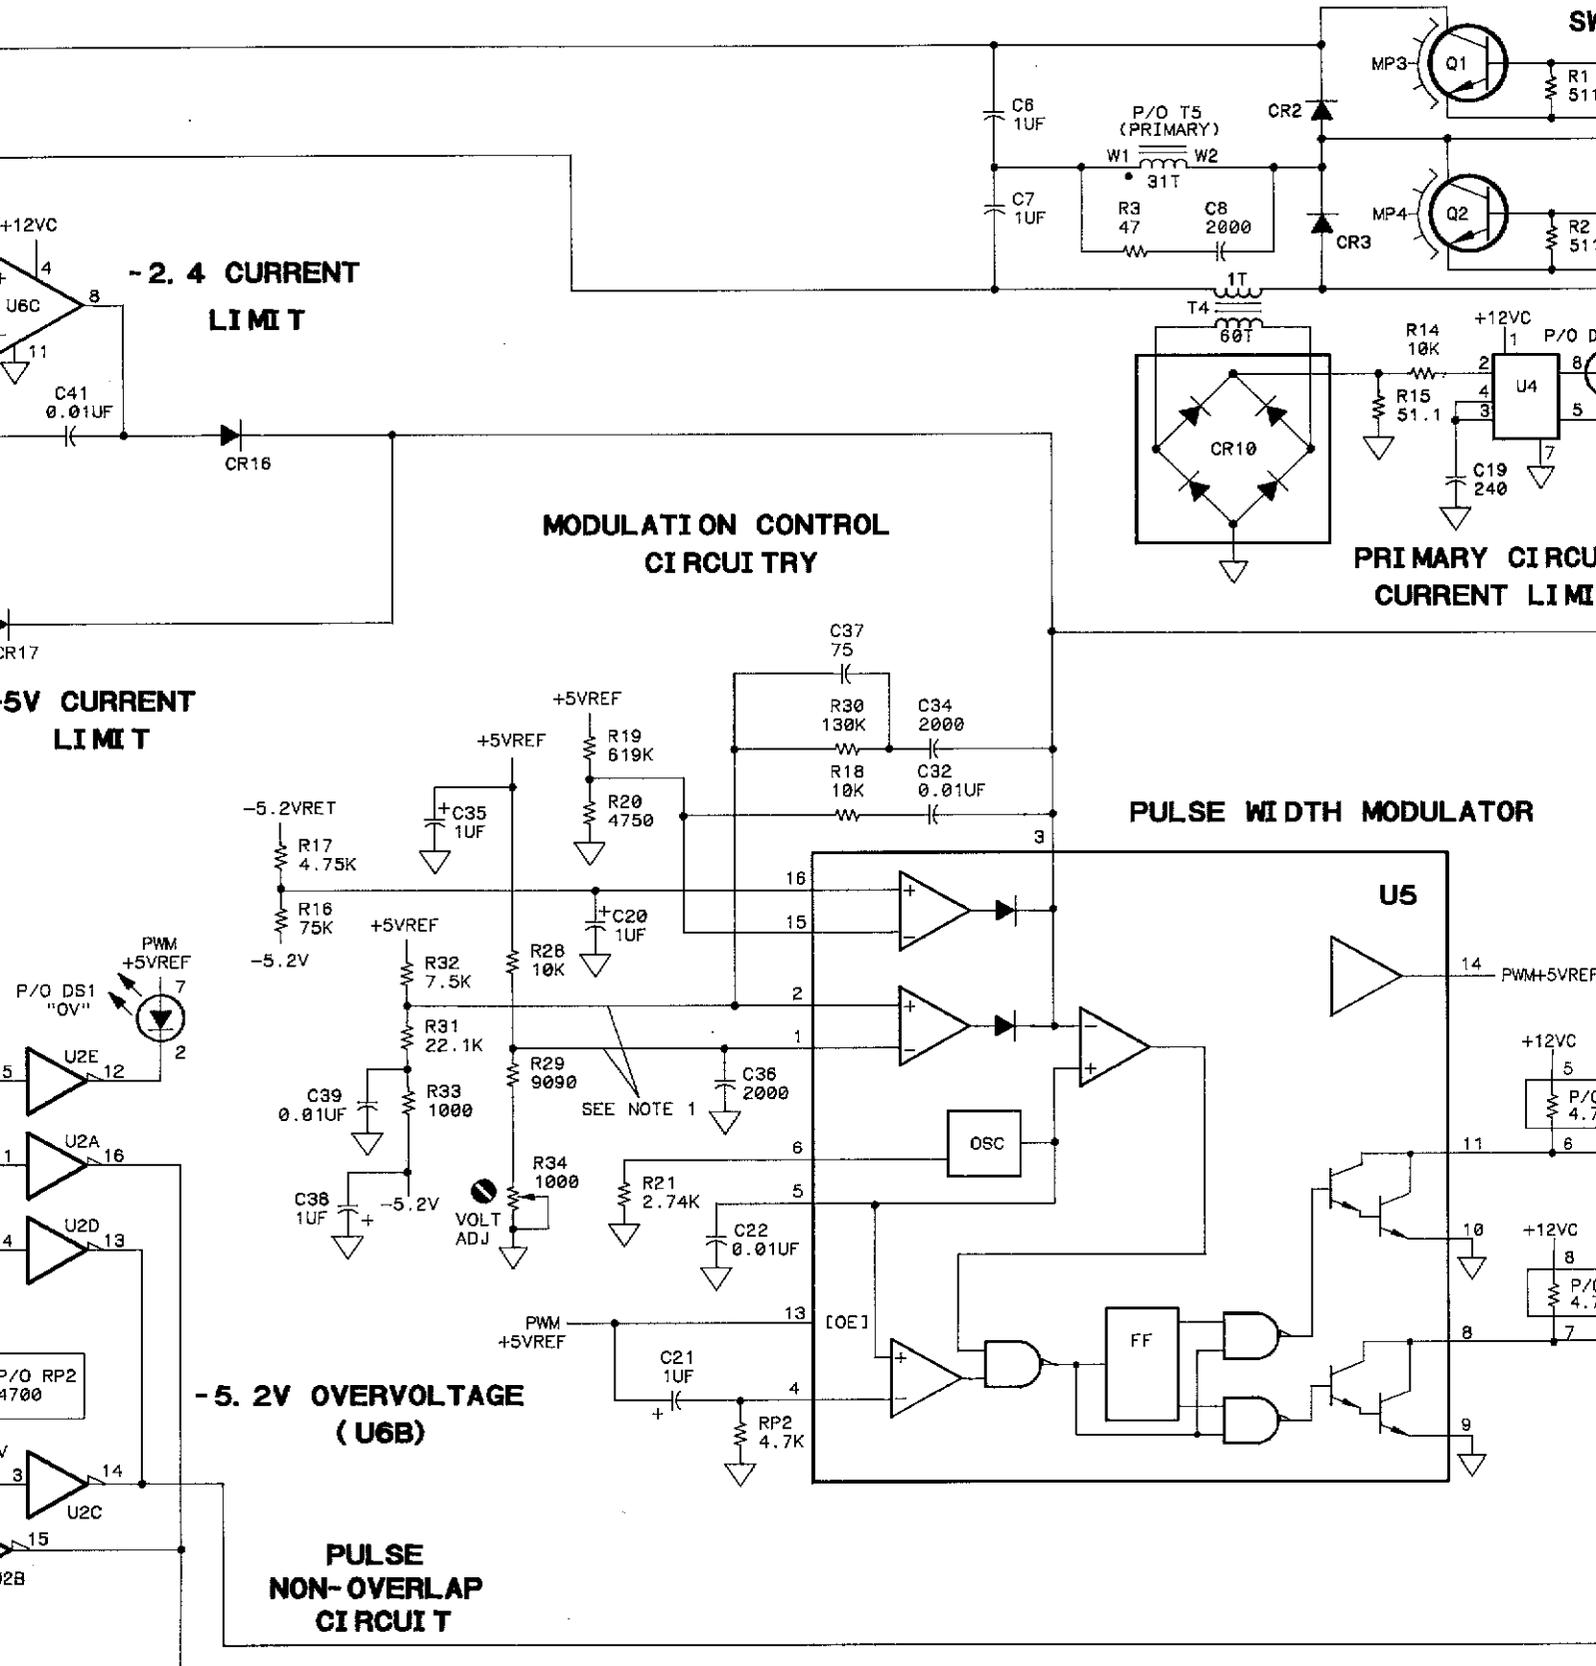 SW
MP3
Q1
R1
511
C6
1UF
P/O T5
(PRIMARY)
CR2
W1
W2
31T
C7
1UF
R3
47
C8
2000
MP4
Q2
R2
511
CR3
+12VC
4
U6C
8
11
-2.4 CURRENT
LIMIT
1T
T4
60T
+12VC
1
P/O D
R14
10K
2
4
3
U4
8
5
7
R15
51.1
C41
0.01UF
CR16
CR10
C19
240
MODULATION CONTROL
CIRCUITRY
PRIMARY CIRCU
CURRENT LIMI
CR17
-5V CURRENT
LIMIT
C37
75
+5VREF
R30
130K
C34
2000
R19
619K
+5VREF
R18
10K
C32
0.01UF
-5.2VRET
+
C35
1UF
R20
4750
PULSE WIDTH MODULATOR
3
R17
4.75K
16
+
U5
R16
75K
+
C20
1UF
15
-
+5VREF
-5.2V
PWM
+5VREF
R32
7.5K
R28
10K
14
PWM+5VREF
P/O DS1
"OV"
7
2
2
+
-
R31
22.1K
1
-
+
+12VC
5
U2E
12
R29
9090
5
P/O
4.7
C39
0.01UF
R33
1000
SEE NOTE 1
C36
2000
1
U2A
16
6
OSC
11
6
R34
1000
R21
2.74K
5
C38
1UF
+
-5.2V
VOLT
ADJ
C22
0.01UF
10
+12VC
4
U2D
13
8
P/O
4.7
PWM
+5VREF
13
[OE]
FF
8
7
P/O RP2
4700
C21
1UF
+
+
4
-
-5.2V OVERVOLTAGE
(U6B)
RP2
4.7K
9
V
3
U2C
14
15
U2B
PULSE
NON-OVERLAP
CIRCUIT